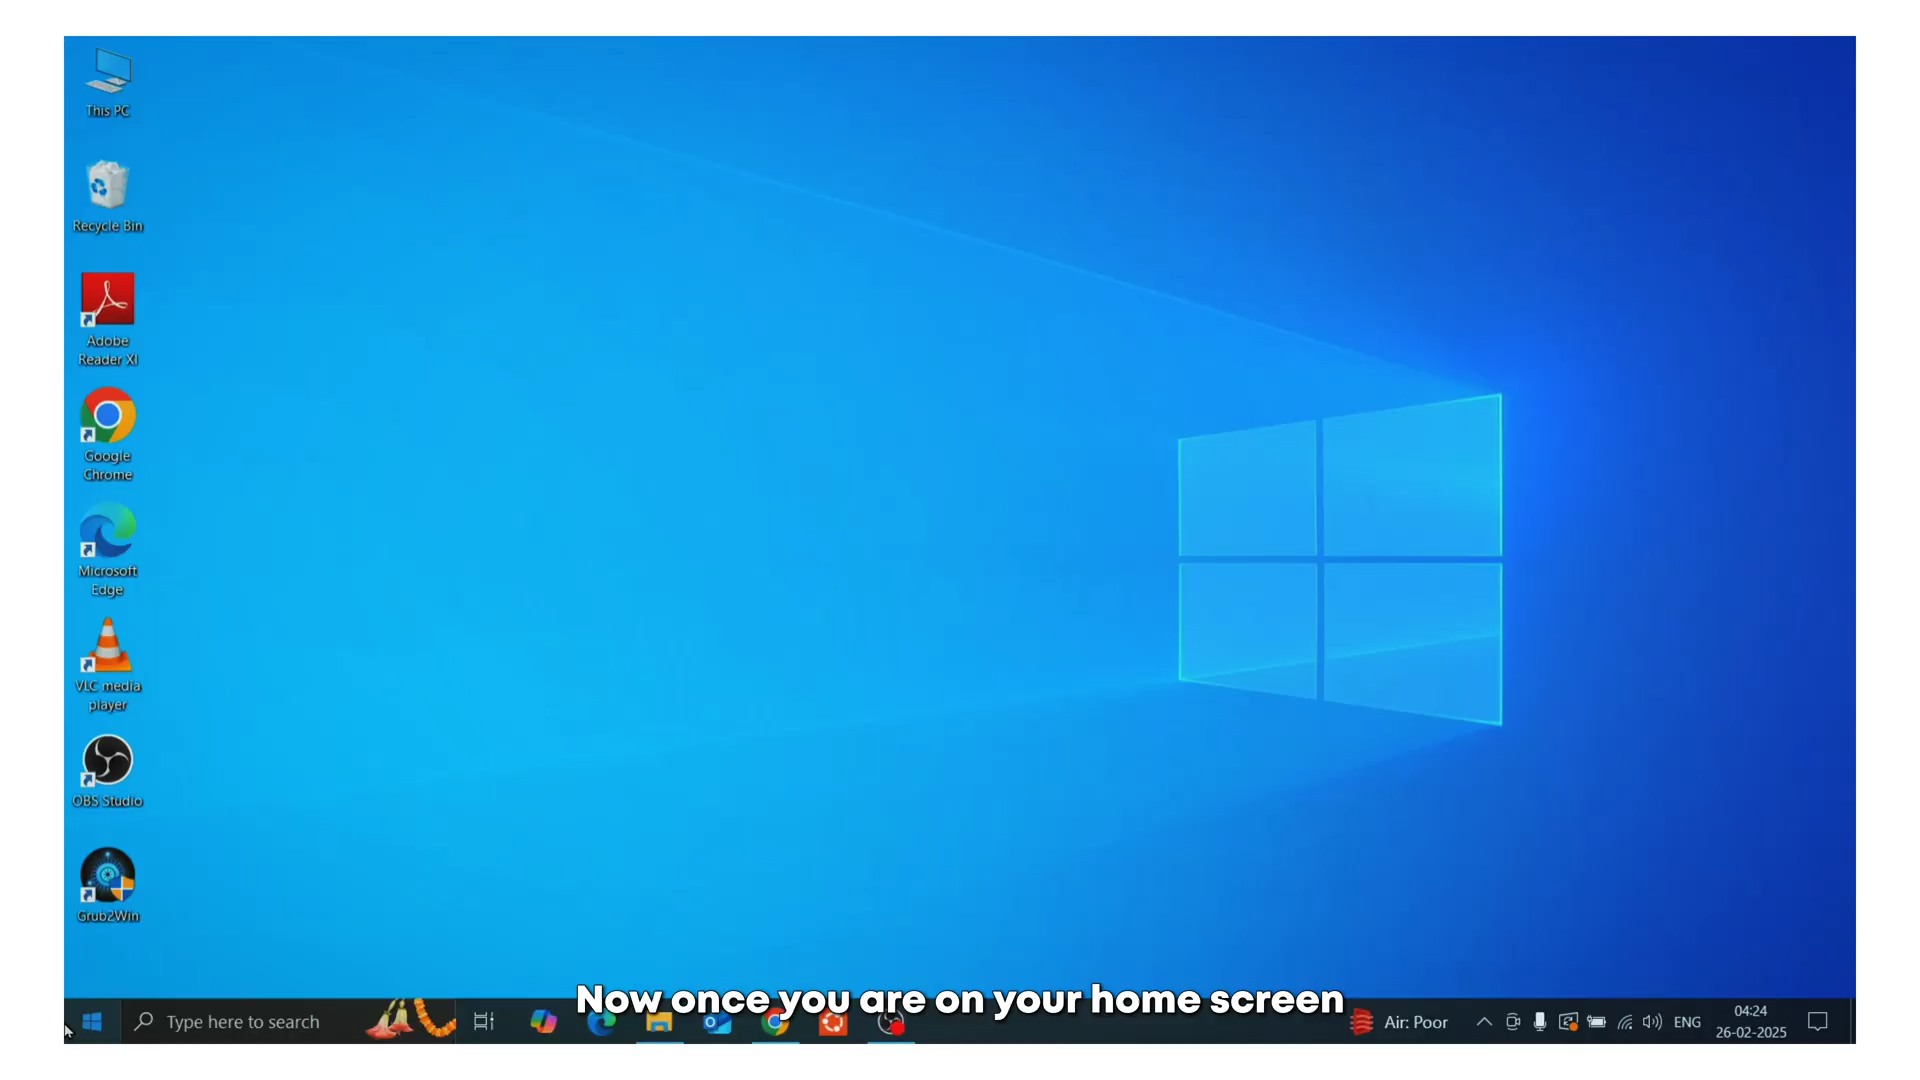 This PC
Recycle Bin
Adobe
Reader XI
Google
Chrome
Microsoft
Edge
VLC media
player
OBS Studio
Grub2Win
Now once you are on your home screen
Type here to search
Air: Poor
ENG
04:24
26-02-2025